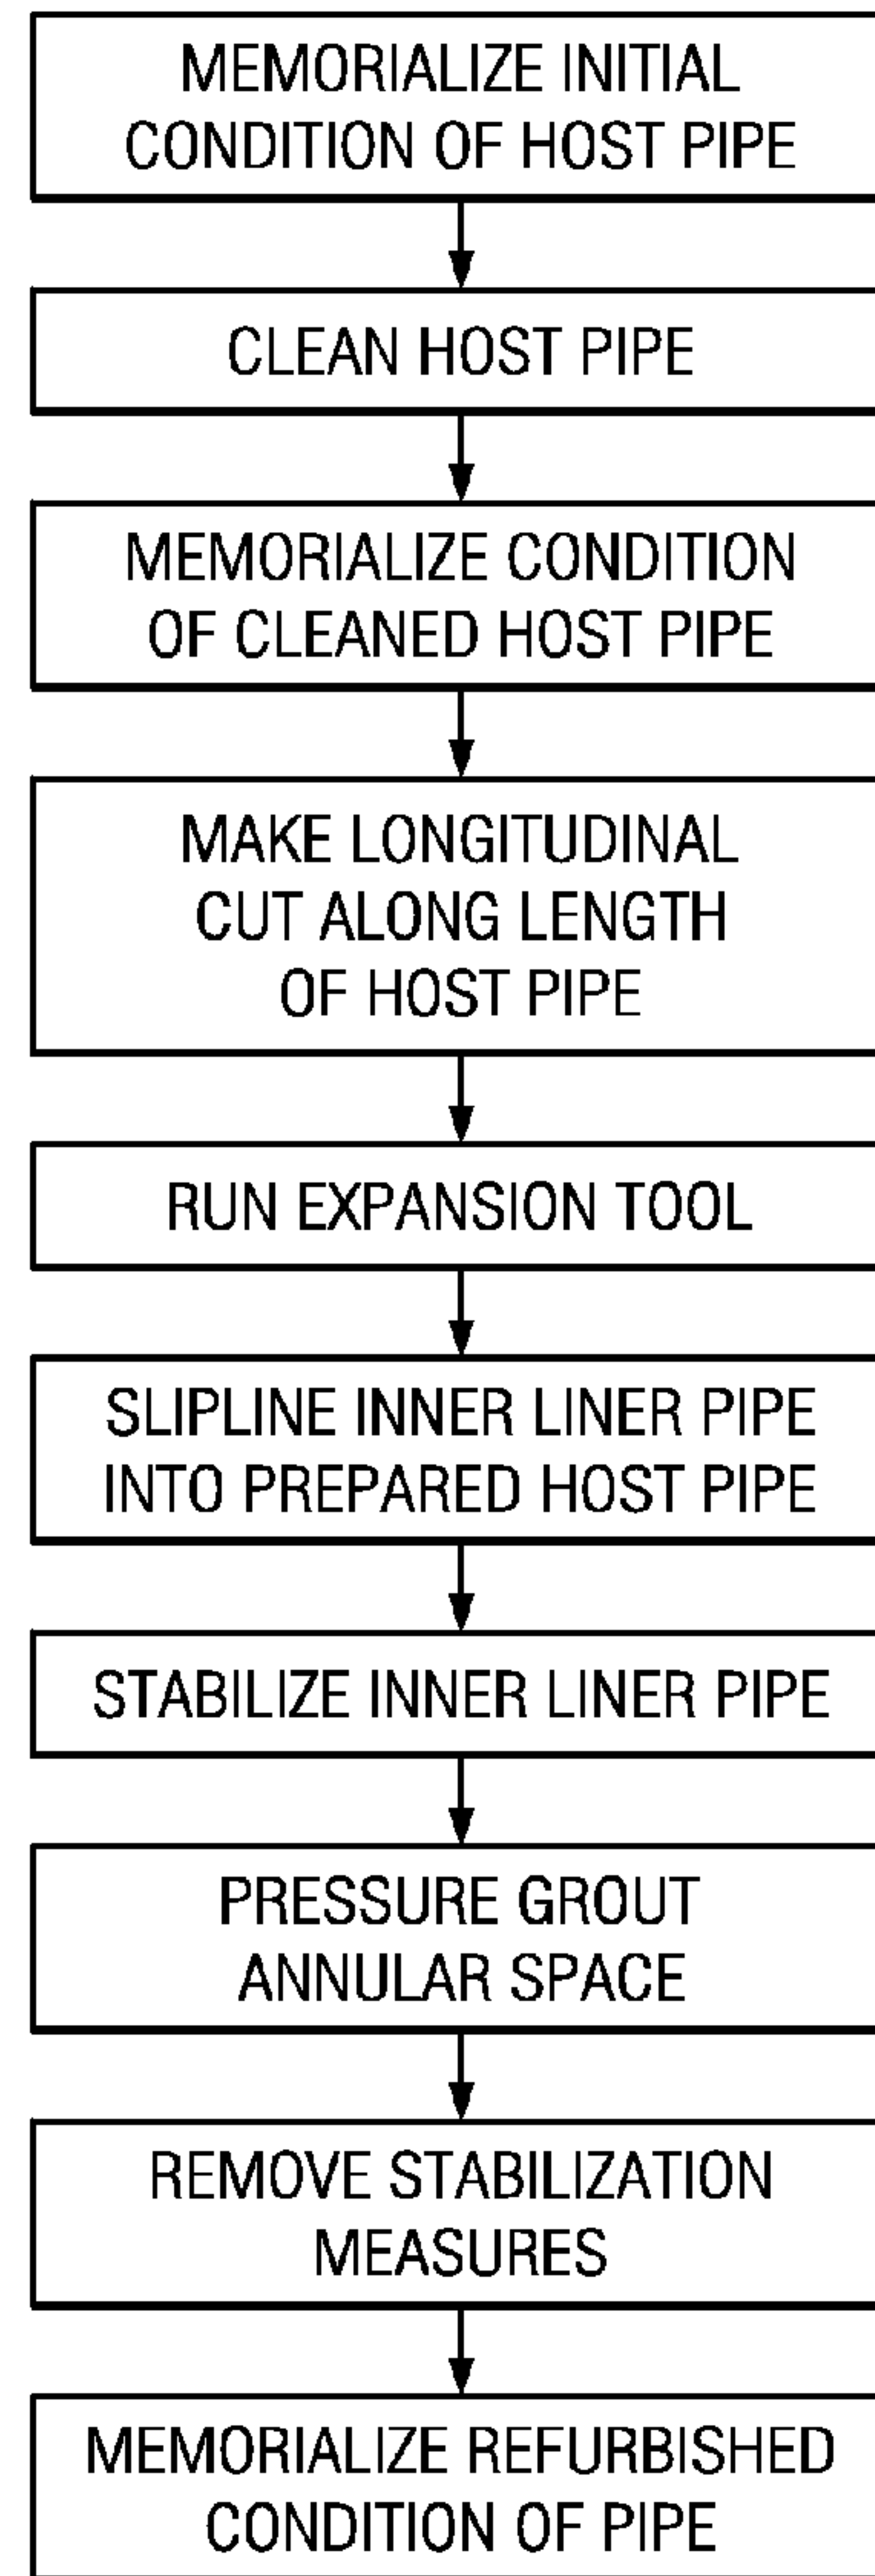 MEMORIALIZE INITIAL
CONDITION OF HOST PIPE
CLEAN HOST PIPE
MEMORIALIZE CONDITION
OF CLEANED HOST PIPE
MAKE LONGITUDINAL
CUT ALONG LENGTH
OF HOST PIPE
RUN EXPANSION TOOL
SLIPLINE INNER LINER PIPE
INTO PREPARED HOST PIPE
STABILIZE INNER LINER PIPE
PRESSURE GROUT
ANNULAR SPACE
REMOVE STABILIZATION
MEASURES
MEMORIALIZE REFURBISHED
CONDITION OF PIPE